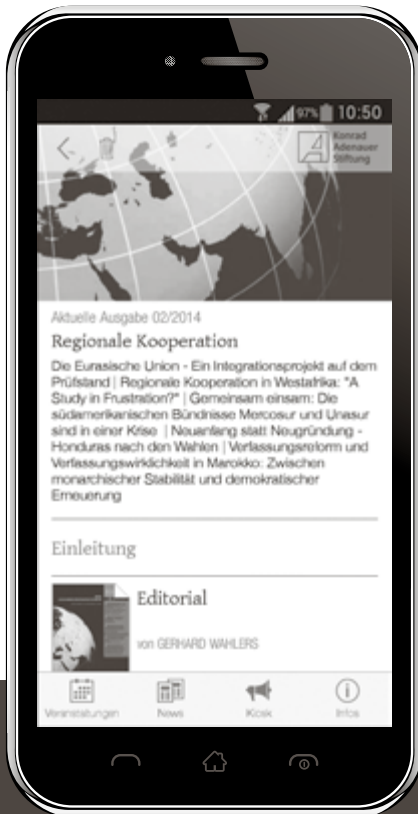 97% 10:50
Konrad
Adenauer
Stiftung
Aktuelle Ausgabe 02/2014
Regionale Kooperation
Die Eurasische Union - Ein Integrationsprojekt auf dem
Prüfstand | Regionale Kooperation in Westafrika: "A
Study in Frustration?" | Gemeinsam einsam: Die
südamerikanischen Bündnisse Mercosur und Unasur
sind in einer Krise | Neuanfang statt Neugründung -
Honduras nach den Wahlen | Verfassungsreform und
Verfassungswirklichkeit in Marokko: Zwischen
monarchischer Stabilität und demokratischer
Erneuerung
Einleitung
Editorial
von GERHARD WAHLERS
Veranstaltungen News Kiosk Infos